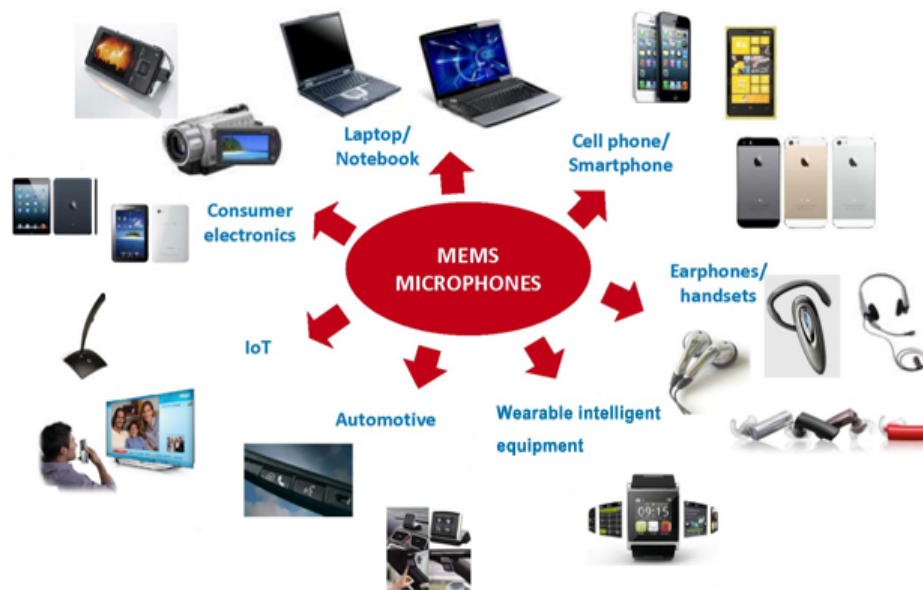 Laptop/
Notebook
Cell phone/
Smartphone
Consumer
electronics
MEMS
MICROPHONES
Earphones/
handsets
IoT
Automotive
Wearable intelligent
equipment
09:15